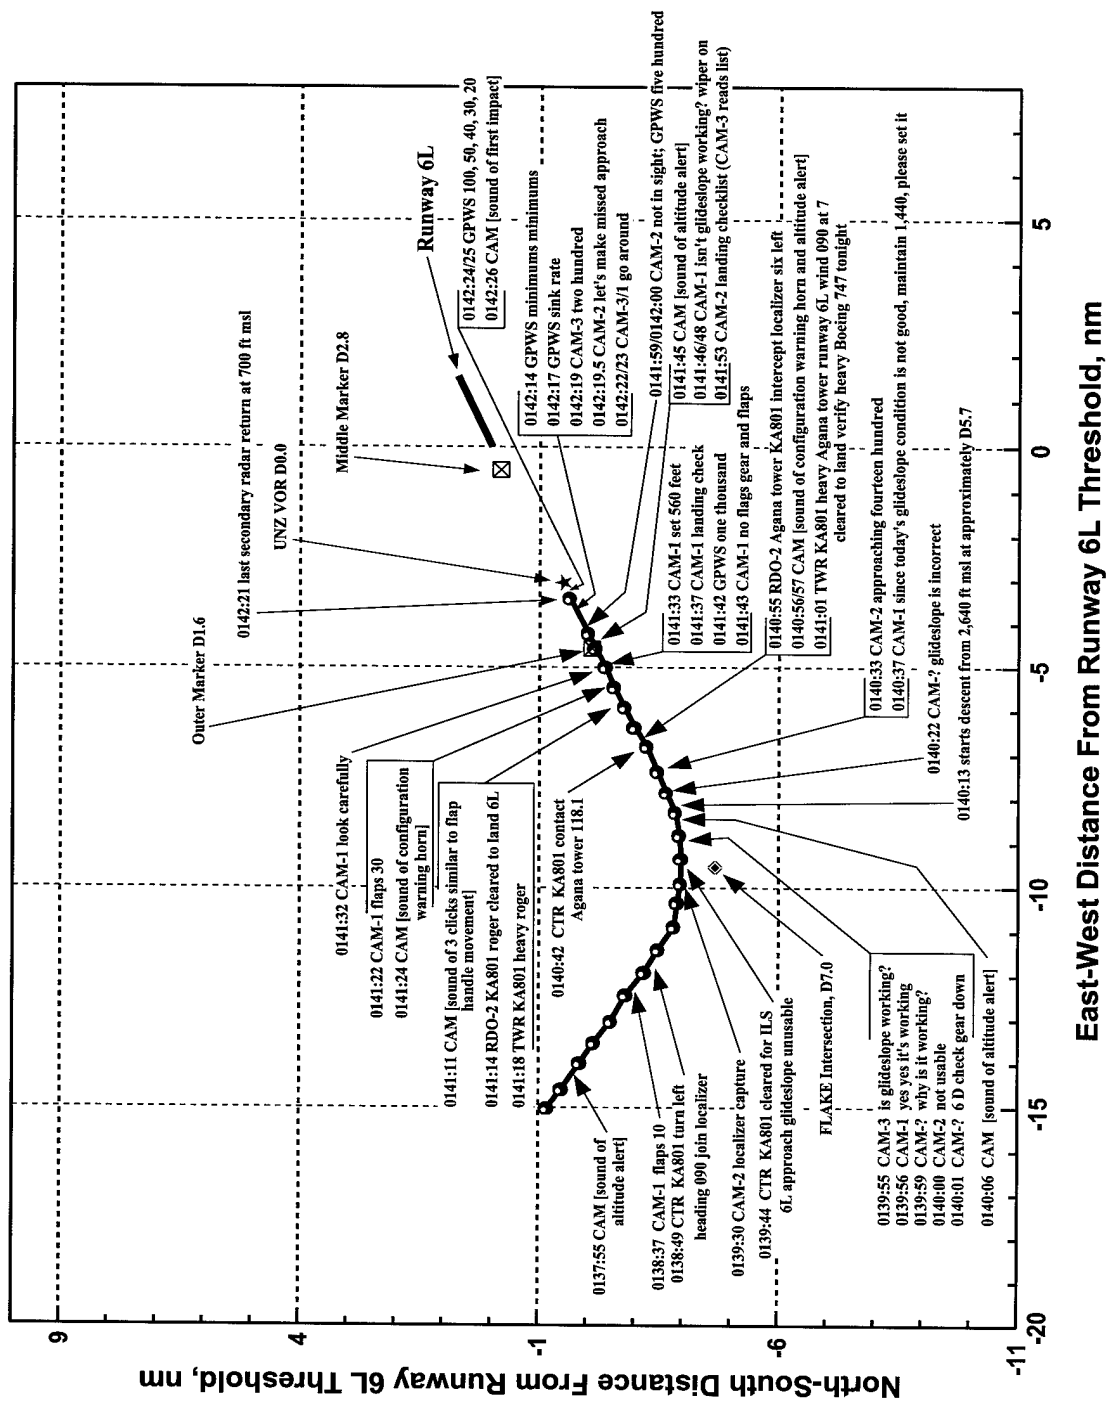 North-South Distance From Runway 6L Threshold, nm
9
4
-1
-6
-11
East-West Distance From Runway 6L Threshold, nm
-20
-15
-10
-5
0
5
0137:55 CAM [sound of
altitude alert]
0138:37 CAM-1 flaps 10
0138:49 CTR KA801 turn left
heading 090 join localizer
0139:30 CAM-2 localizer capture
0139:44 CTR KA801 cleared for ILS
6L approach glideslope unusable
FLAKE Intersection, D7.0
0139:55 CAM-3 is glideslope working?
0139:56 CAM-1 yes yes it's working
0139:59 CAM-? why is it working?
0140:00 CAM-2 not usable
0140:01 CAM-? 6 D check gear down
0140:06 CAM [sound of altitude alert]
0140:13 starts descent from 2,640 ft msl at approximately D5.7
0140:22 CAM-? glideslope is incorrect
0140:33 CAM-2 approaching fourteen hundred
0140:37 CAM-1 since today's glideslope condition is not good, maintain 1,440, please set it
0140:42 CTR KA801 contact
Agana tower 118.1
0140:55 RDO-2 Agana tower KA801 intercept localizer six left
0140:56/57 CAM [sound of configuration warning horn and altitude alert]
0141:01 TWR KA801 heavy Agana tower runway 6L wind 090 at 7
cleared to land verify heavy Boeing 747 tonight
0141:11 CAM [sound of 3 clicks similar to flap
handle movement]
0141:14 RDO-2 KA801 roger cleared to land 6L
0141:18 TWR KA801 heavy roger
0141:22 CAM-1 flaps 30
0141:24 CAM [sound of configuration
warning horn]
0141:32 CAM-1 look carefully
0141:33 CAM-1 set 560 feet
0141:37 CAM-1 landing check
0141:42 GPWS one thousand
0141:43 CAM-1 no flags gear and flaps
0141:45 CAM [sound of altitude alert]
0141:46/48 CAM-1 isn't glideslope working? wiper on
0141:53 CAM-2 landing checklist (CAM-3 reads list)
0141:59/0142:00 CAM-2 not in sight; GPWS five hundred
0142:14 GPWS minimums minimums
0142:17 GPWS sink rate
0142:19 CAM-3 two hundred
0142:19.5 CAM-2 let's make missed approach
0142:22/23 CAM-3/1 go around
0142:24/25 GPWS 100, 50, 40, 30, 20
0142:26 CAM [sound of first impact]
Outer Marker D1.6
0142:21 last secondary radar return at 700 ft msl
UNZ VOR D0.0
Middle Marker D2.8
Runway 6L